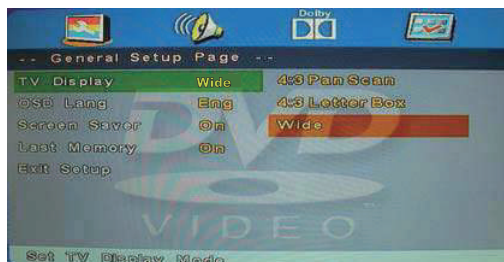 Dolby
-- General Setup Page --
TV Display Wide 4:3 Pan Scan
OSD Lang Eng 4:3 Letter Box
Screen Saver On Wide
Last Memory On
Exit Setup
DVD
VIDEO
Set TV Display Mode